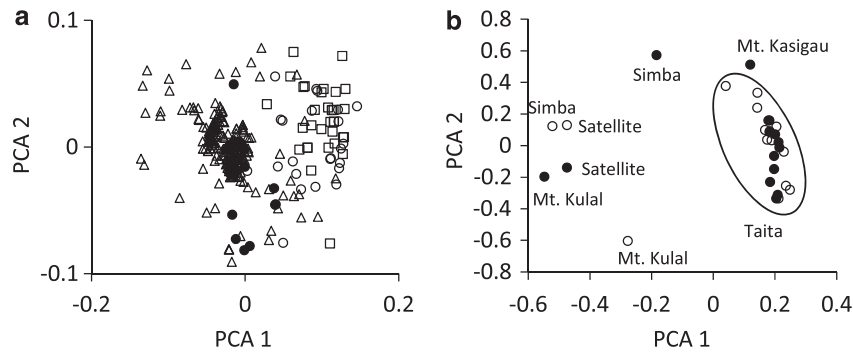 a
0.1
0
-0.1
PCA 2
-0.2
0
0.2
PCA 1
b
0.8
0.6
0.4
0.2
0
-0.2
-0.4
-0.6
-0.8
PCA 2
Mt. Kasigau
Simba
Simba
Satellite
Satellite
Mt. Kulal
Taita
Mt. Kulal
-0.6
-0.4
-0.2
0
0.2
0.4
PCA 1